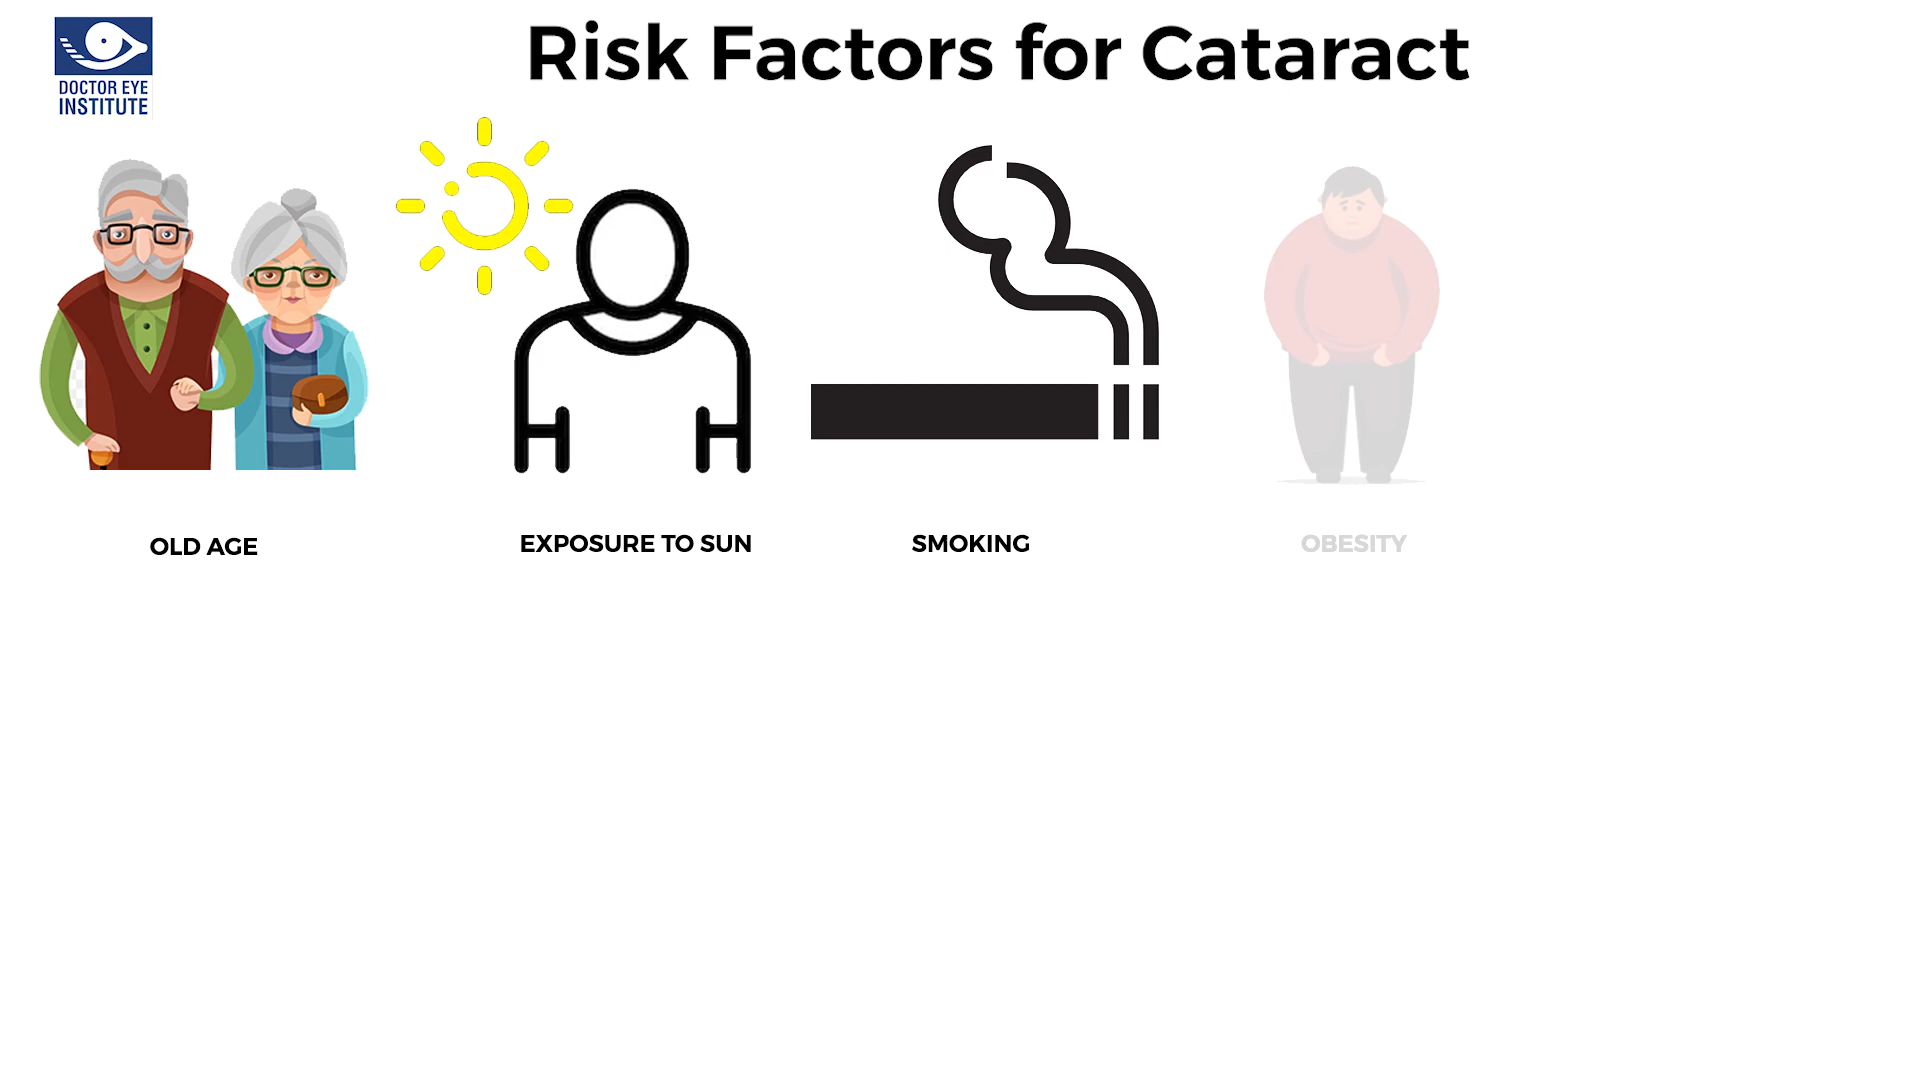 DOCTOR EYE
INSTITUTE
Risk Factors for Cataract
OLD AGE
EXPOSURE TO SUN
SMOKING
OBESITY